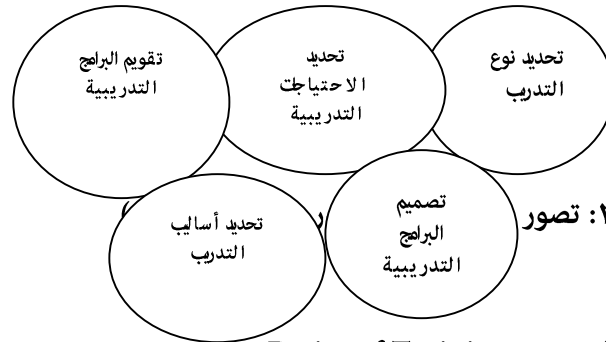 تحديد نوع
التدريب
تحديد
الاحتياجات
التدريبية
تقويم البرامج
التدريبية
تصميم
البرامج
التدريبية
تحديد أساليب
التدريب
: تصور